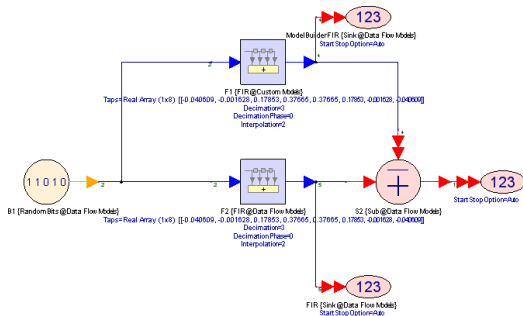 123
ModelBuilderFIR {Sink@Data Flow Models}
Start Stop Option=Auto
F1 {FIR@Custom Models}
Taps=Real Array (1x8) [[-0.040609, -0.001628, 0.17853, 0.37665, 0.37665, 0.17853, -0.001628, -0.040609]]
Decimation=3
DecimationPhase=0
Interpolation=2
11010
2
2
5
1
123
B1 {RandomBits@Data Flow Models}
F2 {FIR@Data Flow Models}
S2 {Sub@Data Flow Models}
Start Stop Option=Auto
Taps=Real Array (1x8) [[-0.040609, -0.001628, 0.17853, 0.37665, 0.37665, 0.17853, -0.001628, -0.040609]]
Decimation=3
DecimationPhase=0
Interpolation=2
123
FIR {Sink@Data Flow Models}
Start Stop Option=Auto